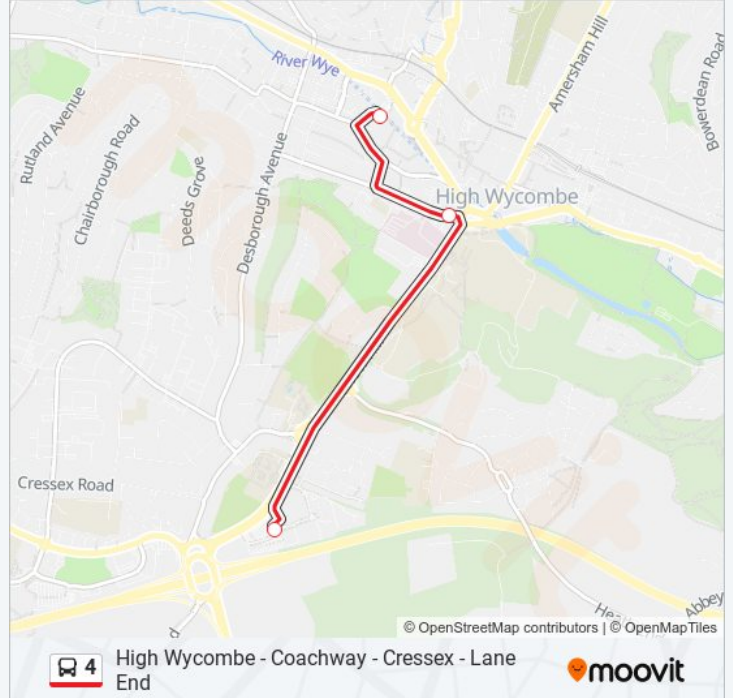 River Wye
Amersham Hill
Bowerdean Road
Rutland Avenue
Chairborough Road
Deeds Grove
Desborough Avenue
High Wycombe
Cressex Road
Abbey
d
© OpenStreetMap contributors | © OpenMapTiles
4
High Wycombe - Coachway - Cressex - Lane
End
moovit